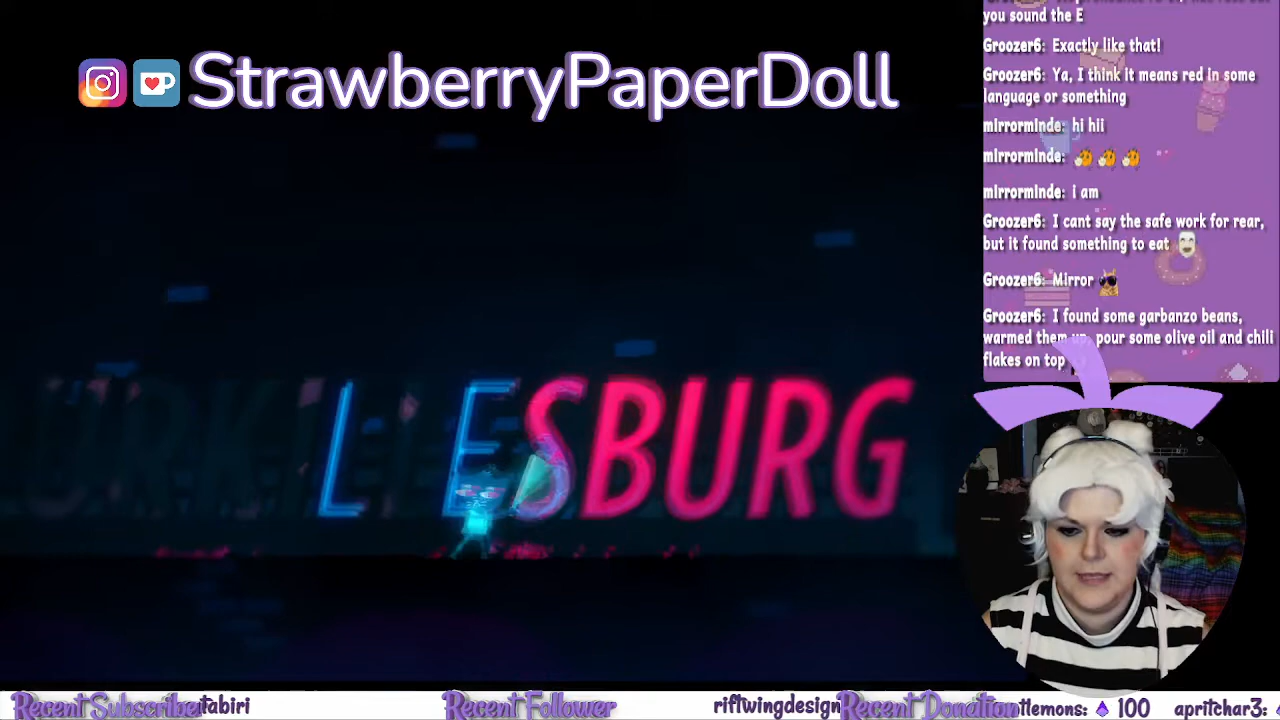 StrawberryPaperDoll
you sound the E
Groozer6: Exactly like that!
Groozer6: Ya, I think it means red in some
language or something
mirrorminde: hi hii
mirrorminde:
mirrorminde: i am
Groozer6: I cant say the safe work for rear,
but it found something to eat
Groozer6: Mirror
Groozer6: I found some garbanzo beans,
warmed them up, pour some olive oil and chili
flakes on top
L ESBURG
Recent Subscriber
tabiri
Recent Follower
riftwingdesign
Recent Donation
tlemons: 100
apritchar3: